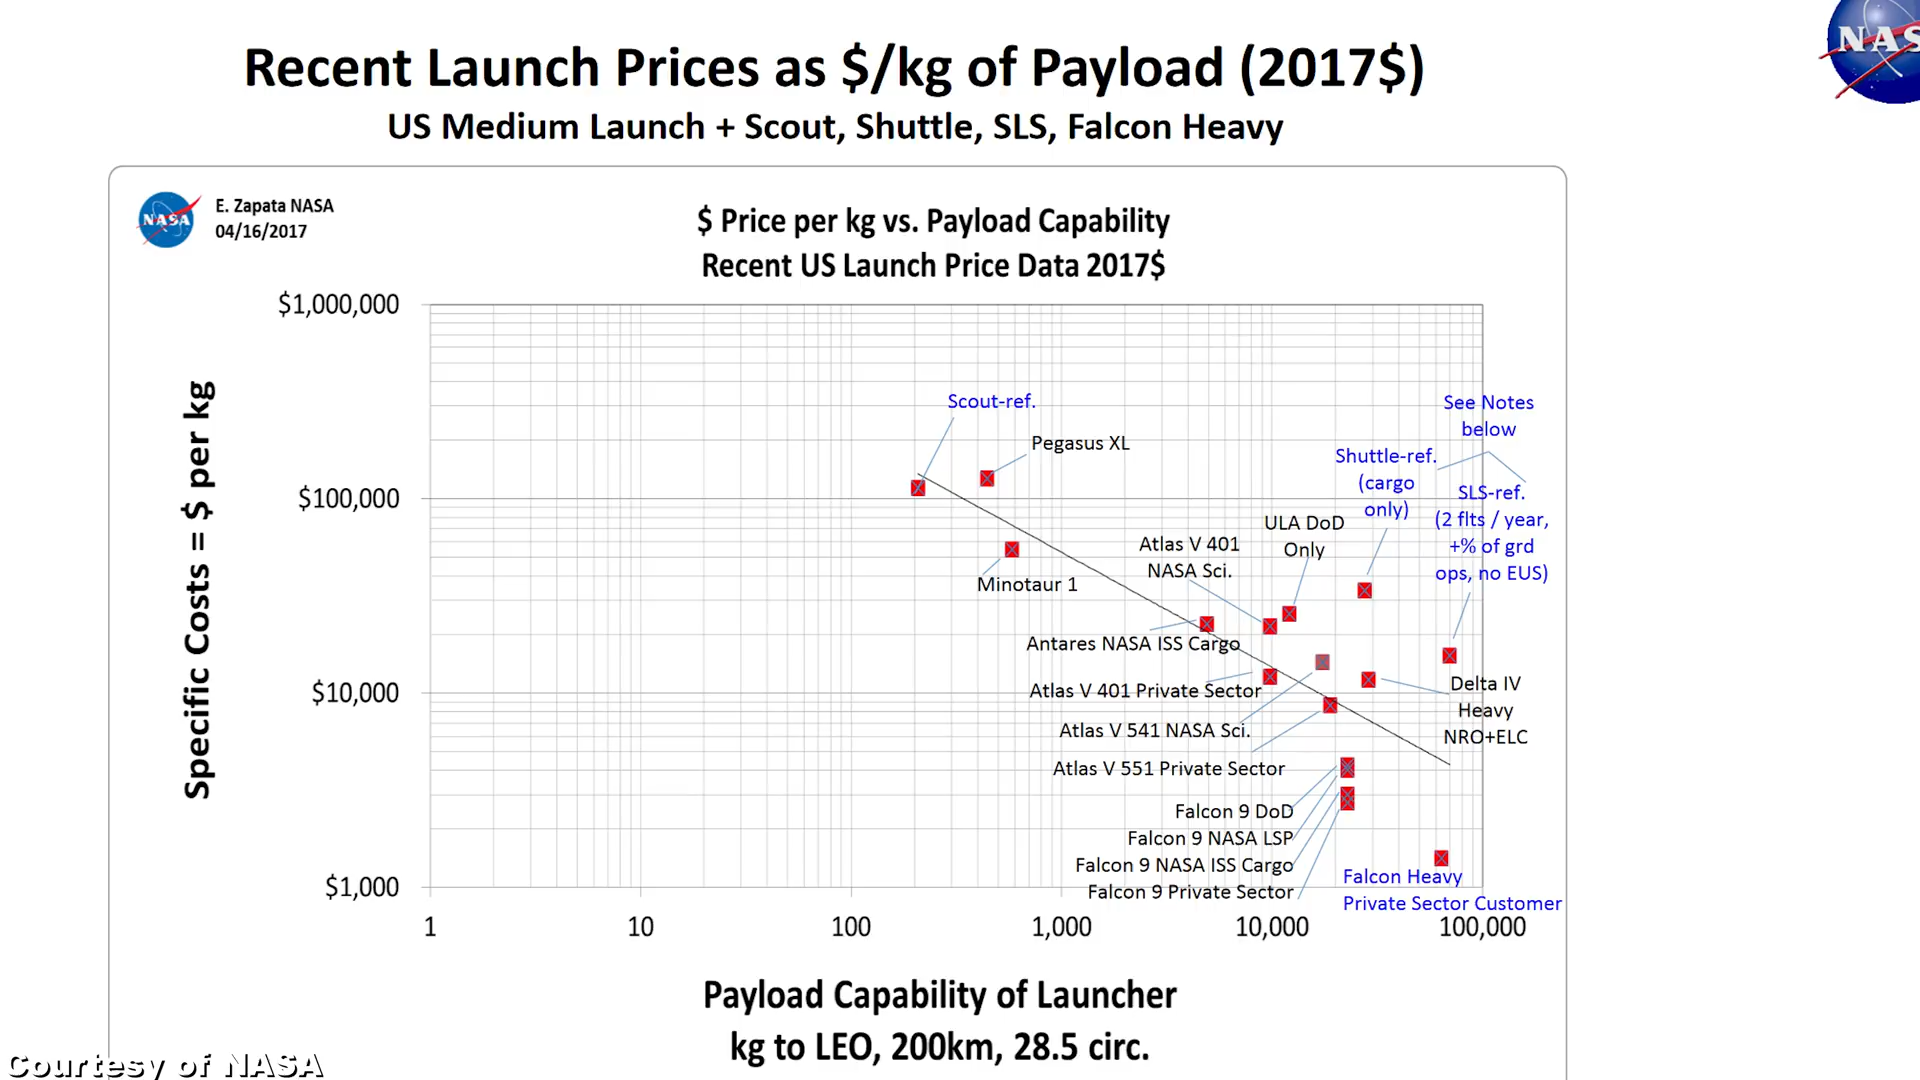 Recent Launch Prices as $/kg of Payload (2017$)
US Medium Launch + Scout, Shuttle, SLS, Falcon Heavy
NAS
NASA
E. Zapata NASA
04/16/2017
$ Price per kg vs. Payload Capability
Recent US Launch Price Data 2017$
Specific Costs = $ per kg
$1,000,000
$100,000
$10,000
$1,000
Scout-ref.
Pegasus XL
Minotaur 1
See Notes
below
Shuttle-ref.
(cargo
only)
SLS-ref.
(2 flts / year,
+% of grd
ops, no EUS)
ULA DoD
Only
Atlas V 401
NASA Sci.
Antares NASA ISS Cargo
Atlas V 401 Private Sector
Atlas V 541 NASA Sci.
Atlas V 551 Private Sector
Delta IV
Heavy
NRO+ELC
Falcon 9 DoD
Falcon 9 NASA LSP
Falcon 9 NASA ISS Cargo
Falcon 9 Private Sector
Falcon Heavy
Private Sector Customer
1
10
100
1,000
10,000
100,000
Payload Capability of Launcher
kg to LEO, 200km, 28.5 circ.
Courtesy of NASA